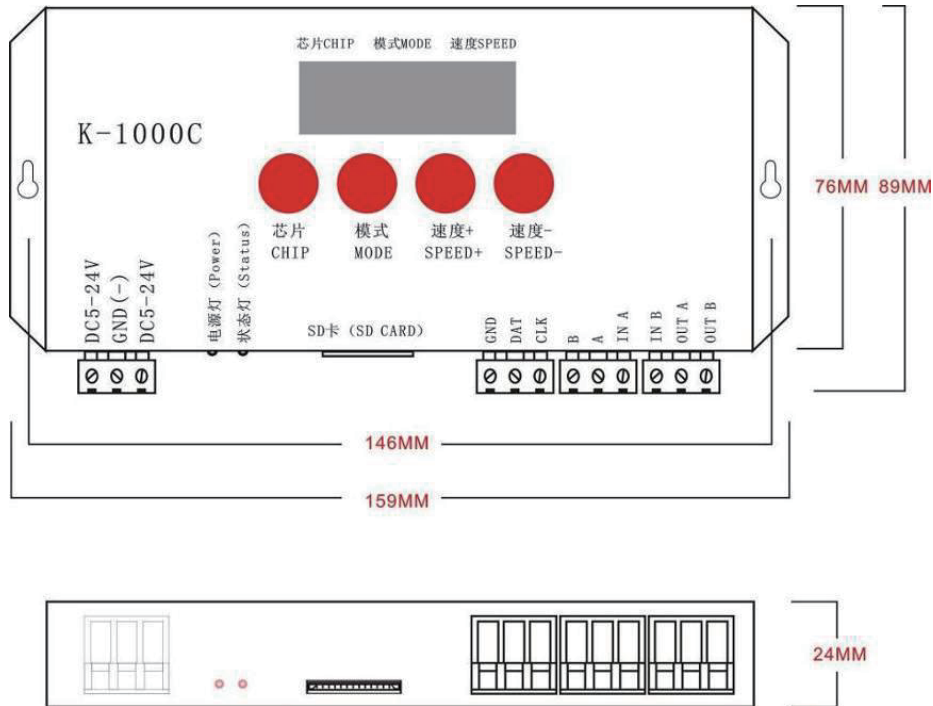 芯片CHIP 模式MODE 速度SPEED
K-1000C
芯片 模式 速度+ 速度-
CHIP MODE SPEED+ SPEED-
DC5-24V
GND(-)
DC5-24V
电源灯 (Power)
状态灯 (Status)
SD卡 (SD CARD)
GND
DAT
CLK
B
A
IN A
IN B
OUT A
OUT B
76MM 89MM
146MM
159MM
24MM